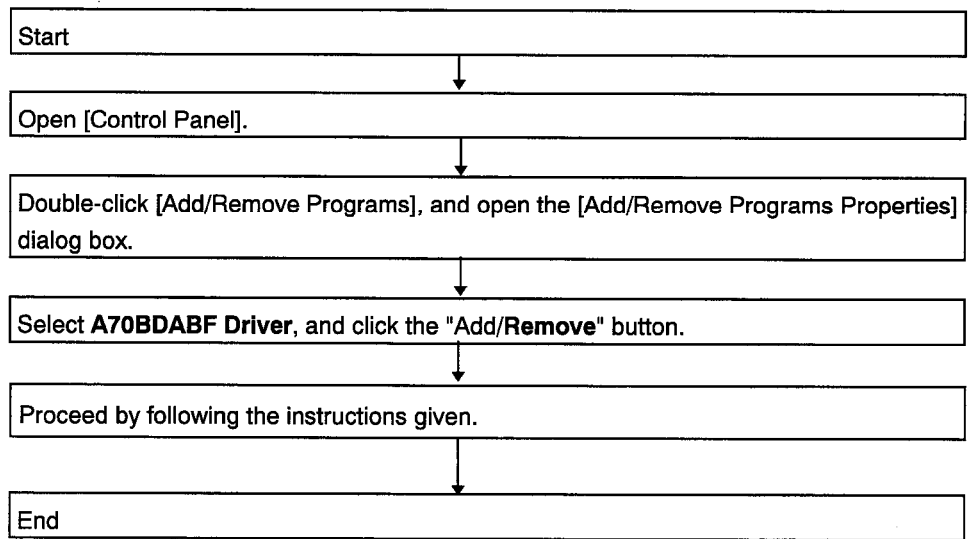 Start
Open [Control Panel].
Double-click [Add/Remove Programs], and open the [Add/Remove Programs Properties]
dialog box.
Select A70BDABF Driver, and click the "Add/Remove" button.
Proceed by following the instructions given.
End